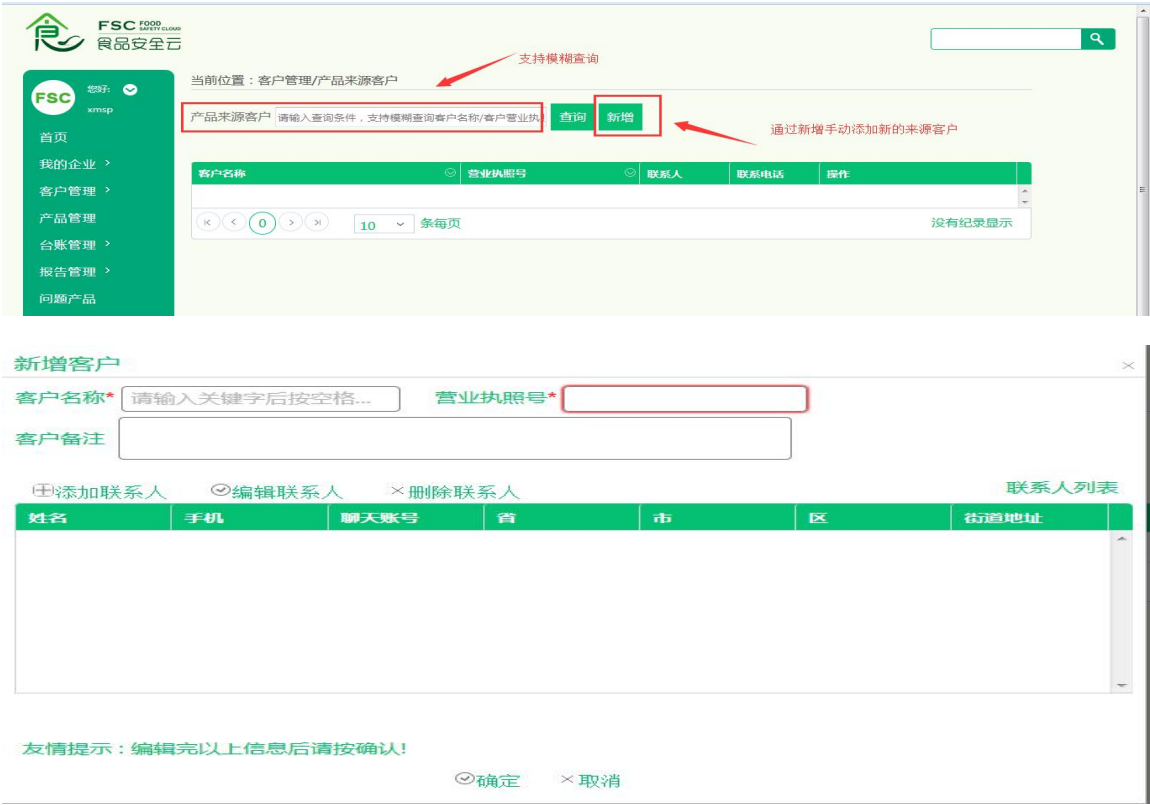 FSC FOOD SAFETY CLOUD
食品安全云
支持模糊查询
当前位置：客户管理/产品来源客户
FSC 您好:
xmsp
产品来源客户 请输入查询条件，支持模糊查询客户名称/客户营业执 查询 新增
通过新增手动添加新的来源客户
首页
我的企业
客户管理
产品管理
台账管理
报告管理
问题产品
客户名称 营业执照号 联系人 联系电话 操作
0 10 条每页 没有纪录显示
新增客户
客户名称* 请输入关键字后按空格... 营业执照号*
客户备注
添加联系人 编辑联系人 删除联系人 联系人列表
姓名 手机 聊天账号 省 市 区 街道地址
友情提示：编辑完以上信息后请按确认!
确定 取消